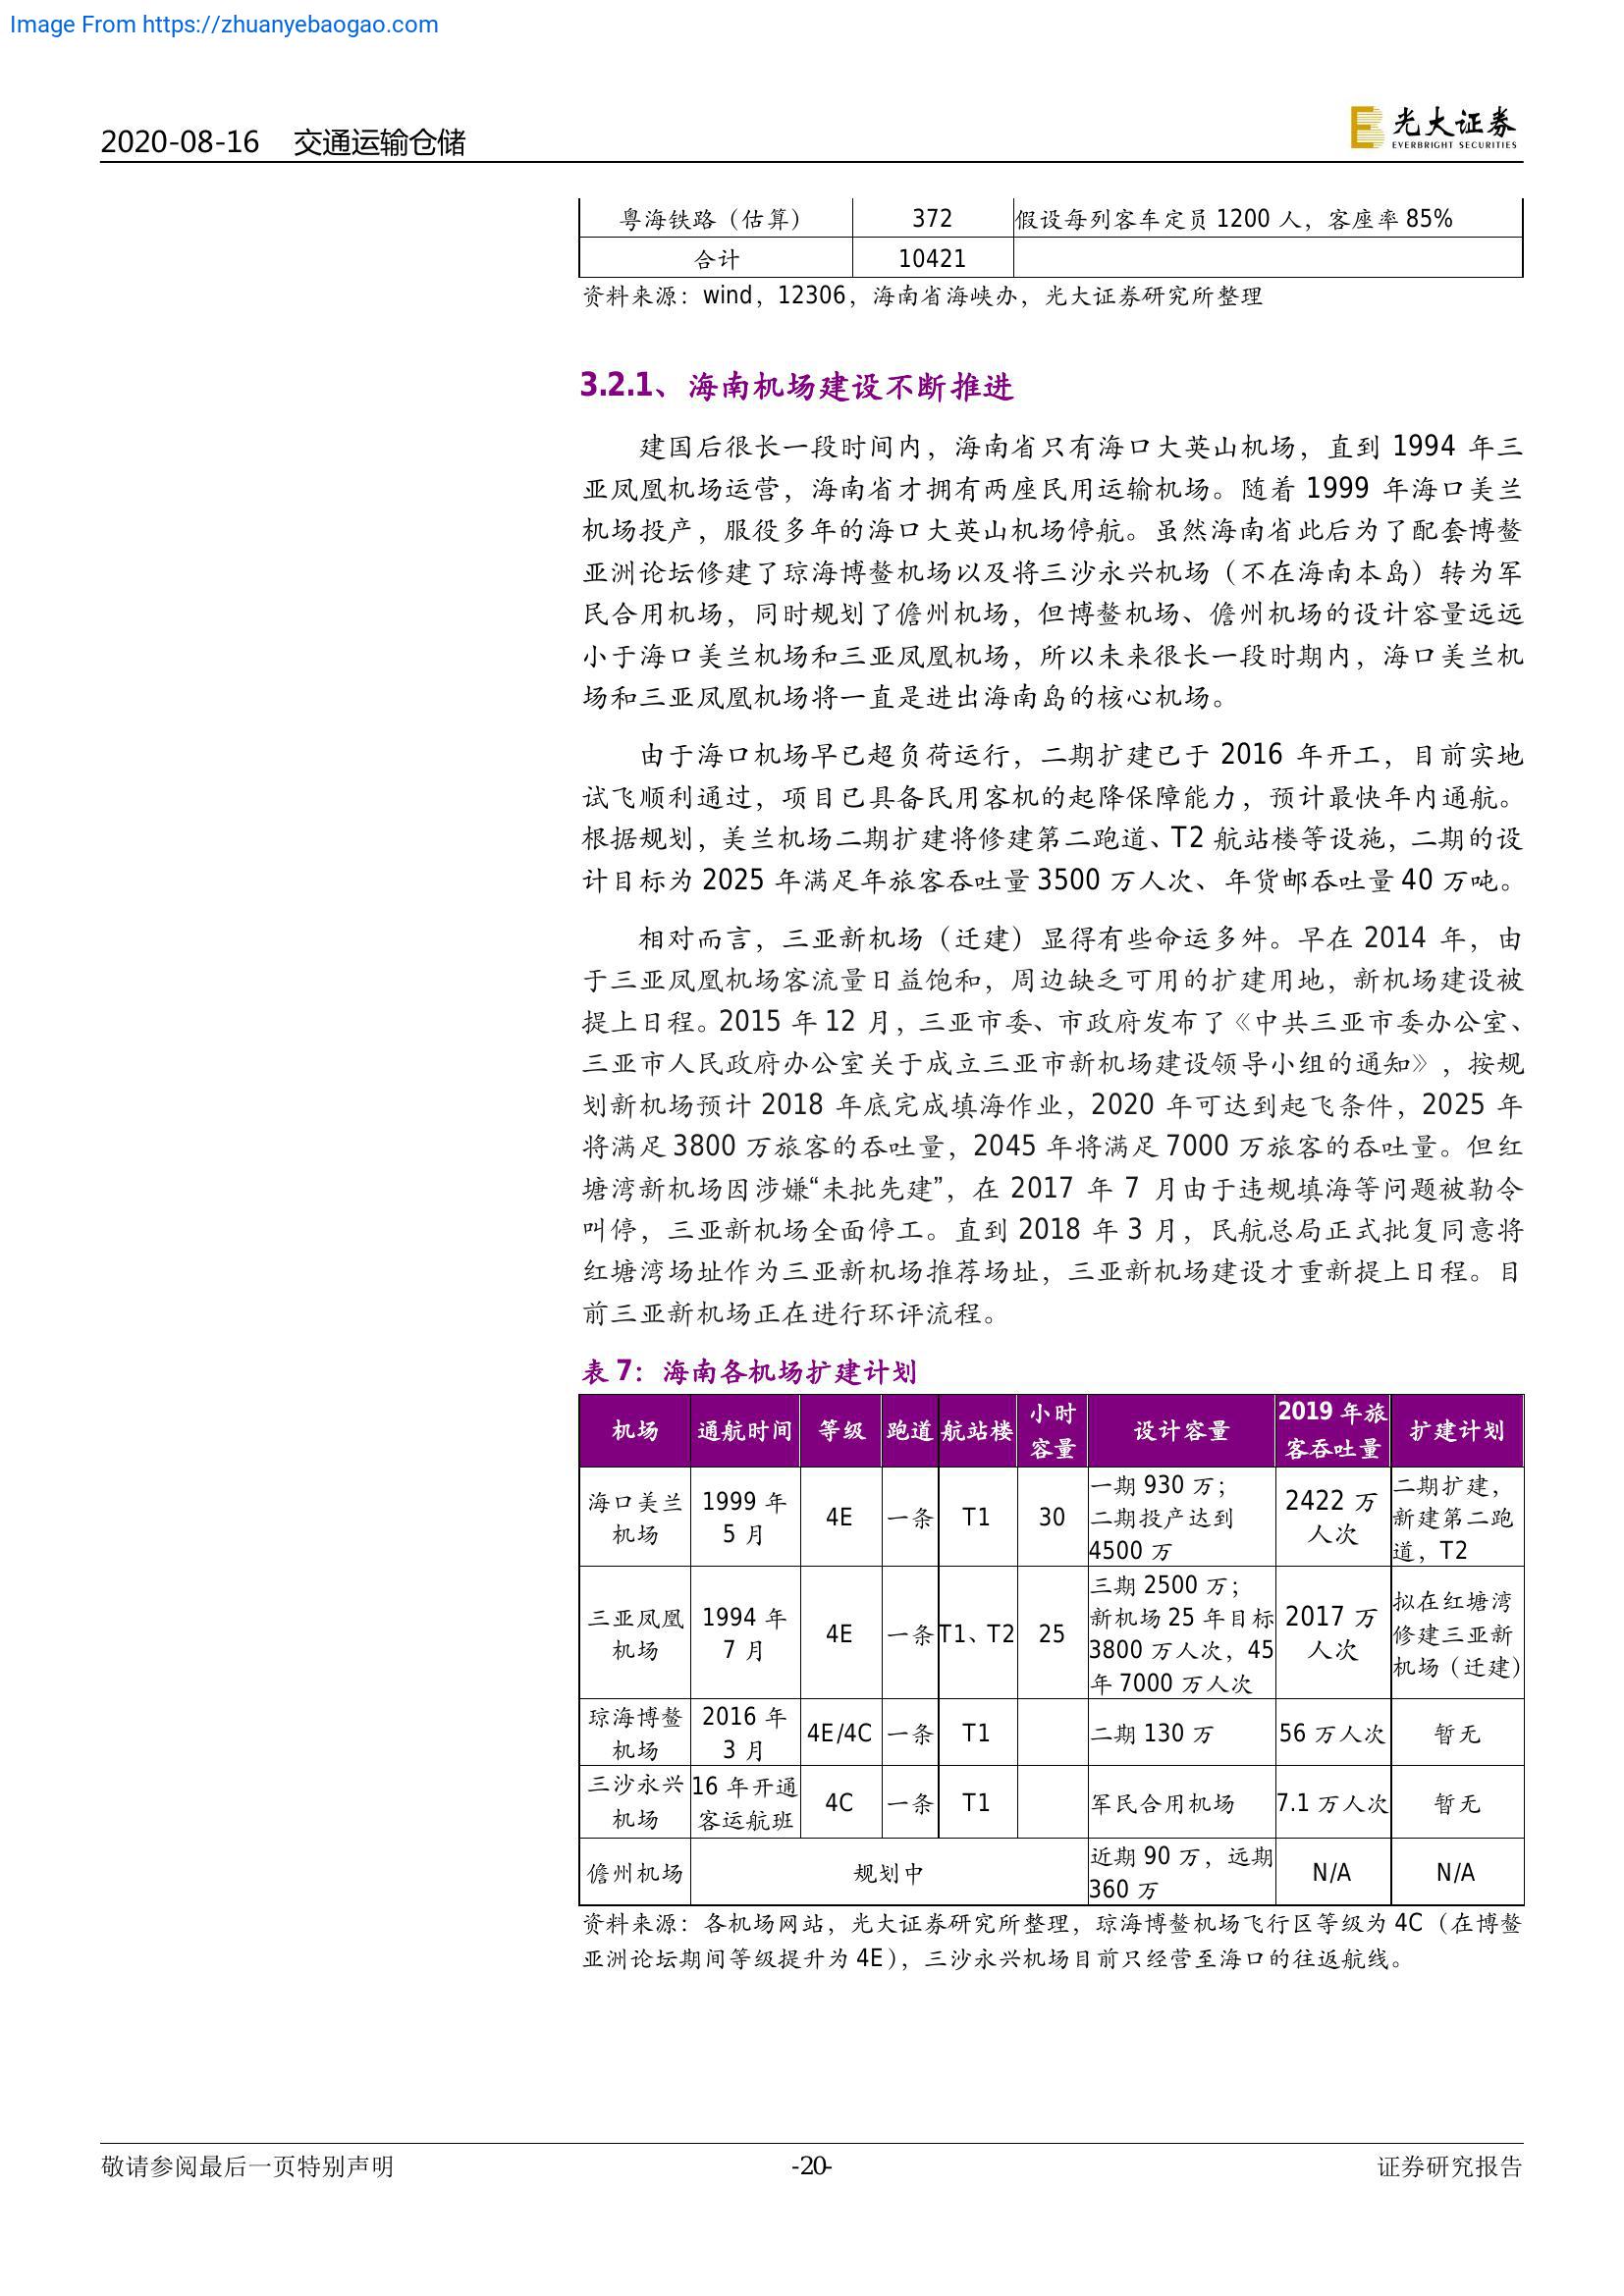 Image From https://zhuanyebaogao.com
2020-08-16 交通运输仓储
光大证券
EVERBRIGHT SECURITIES
粤海铁路（估算） 372 假设每列客车定员 1200 人，客座率 85%
合计 10421
资料来源：wind，12306，海南省海峡办，光大证券研究所整理
3.2.1、海南机场建设不断推进
建国后很长一段时间内，海南省只有海口大英山机场，直到 1994 年三
亚凤凰机场运营，海南省才拥有两座民用运输机场。随着 1999 年海口美兰
机场投产，服役多年的海口大英山机场停航。虽然海南省此后为了配套博鳌
亚洲论坛修建了琼海博鳌机场以及将三沙永兴机场（不在海南本岛）转为军
民合用机场，同时规划了儋州机场，但博鳌机场、儋州机场的设计容量远远
小于海口美兰机场和三亚凤凰机场，所以未来很长一段时期内，海口美兰机
场和三亚凤凰机场将一直是进出海南岛的核心机场。
由于海口机场早已超负荷运行，二期扩建已于 2016 年开工，目前实地
试飞顺利通过，项目已具备民用客机的起降保障能力，预计最快年内通航。
根据规划，美兰机场二期扩建将修建第二跑道、T2 航站楼等设施，二期的设
计目标为 2025 年满足年旅客吞吐量 3500 万人次、年货邮吞吐量 40 万吨。
相对而言，三亚新机场（迁建）显得有些命运多舛。早在 2014 年，由
于三亚凤凰机场客流量日益饱和，周边缺乏可用的扩建用地，新机场建设被
提上日程。2015 年 12 月，三亚市委、市政府发布了《中共三亚市委办公室、
三亚市人民政府办公室关于成立三亚市新机场建设领导小组的通知》，按规
划新机场预计 2018 年底完成填海作业，2020 年可达到起飞条件，2025 年
将满足 3800 万旅客的吞吐量，2045 年将满足 7000 万旅客的吞吐量。但红
塘湾新机场因涉嫌“未批先建”，在 2017 年 7 月由于违规填海等问题被勒令
叫停，三亚新机场全面停工。直到 2018 年 3 月，民航总局正式批复同意将
红塘湾场址作为三亚新机场推荐场址，三亚新机场建设才重新提上日程。目
前三亚新机场正在进行环评流程。
表 7：海南各机场扩建计划
机场 通航时间 等级 跑道 航站楼 小时容量 设计容量 2019 年旅客吞吐量 扩建计划
海口美兰机场 1999 年 5 月 4E 一条 T1 30 一期 930 万；二期投产达到 4500 万 2422 万人次 二期扩建，新建第二跑道，T2
三亚凤凰机场 1994 年 7 月 4E 一条 T1、T2 25 三期 2500 万；新机场 25 年目标 3800 万人次，45 年 7000 万人次 2017 万人次 拟在红塘湾修建三亚新机场（迁建）
琼海博鳌机场 2016 年 3 月 4E/4C 一条 T1 二期 130 万 56 万人次 暂无
三沙永兴机场 16 年开通客运航班 4C 一条 T1 军民合用机场 7.1 万人次 暂无
儋州机场 规划中 近期 90 万，远期 360 万 N/A N/A
资料来源：各机场网站，光大证券研究所整理，琼海博鳌机场飞行区等级为 4C（在博鳌
亚洲论坛期间等级提升为 4E），三沙永兴机场目前只经营至海口的往返航线。
敬请参阅最后一页特别声明 -20- 证券研究报告